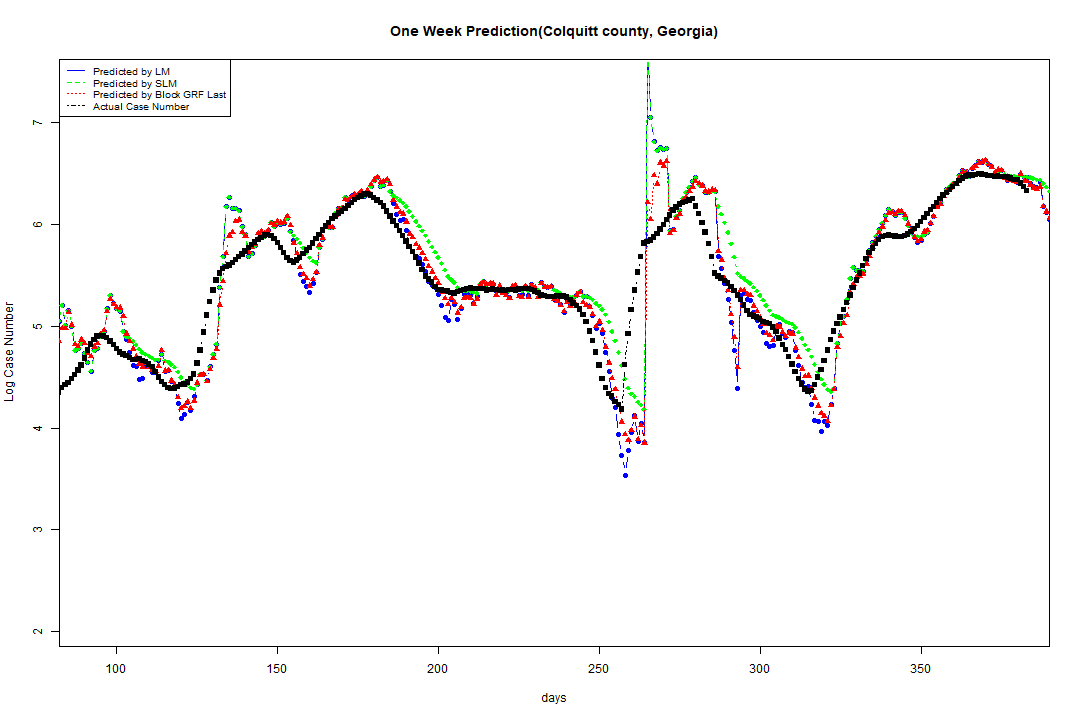 One Week Prediction(Colquitt county, Georgia)
Predicted by LM
Predicted by SLM
Predicted by Block GRF Last
Actual Case Number
7
6
5
4
3
2
Log Case Number
100 150 200 250 300 350
days